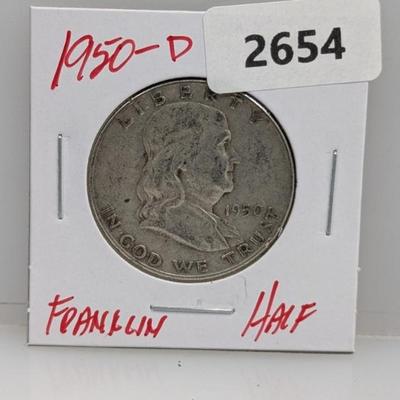 1950-D
2654
LIBERTY
1950
IN GOD WE TRUST
FRANKLIN HALF